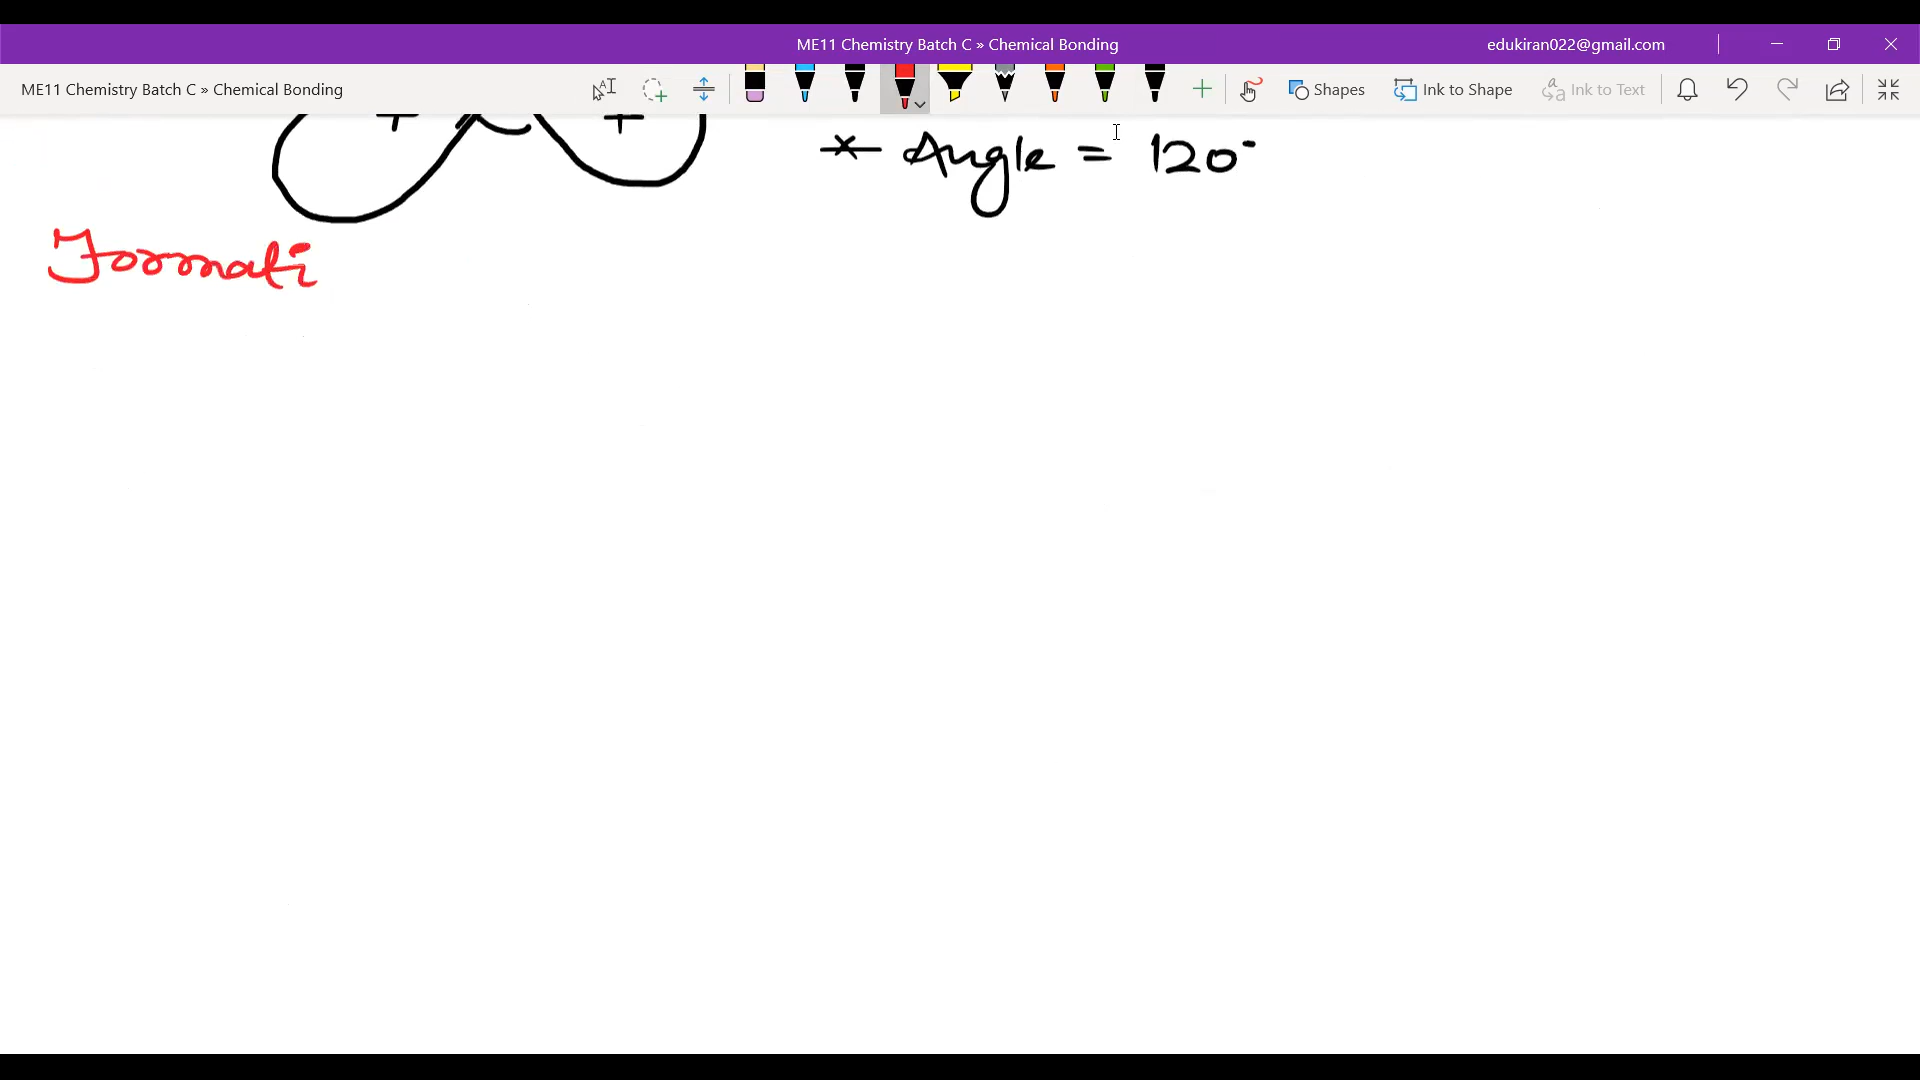 ME11 Chemistry Batch C » Chemical Bonding
edukiran022@gmail.com
ME11 Chemistry Batch C » Chemical Bonding
Shapes
Ink to Shape
Ink to Text
+ +
* Angle = 120°
Formati